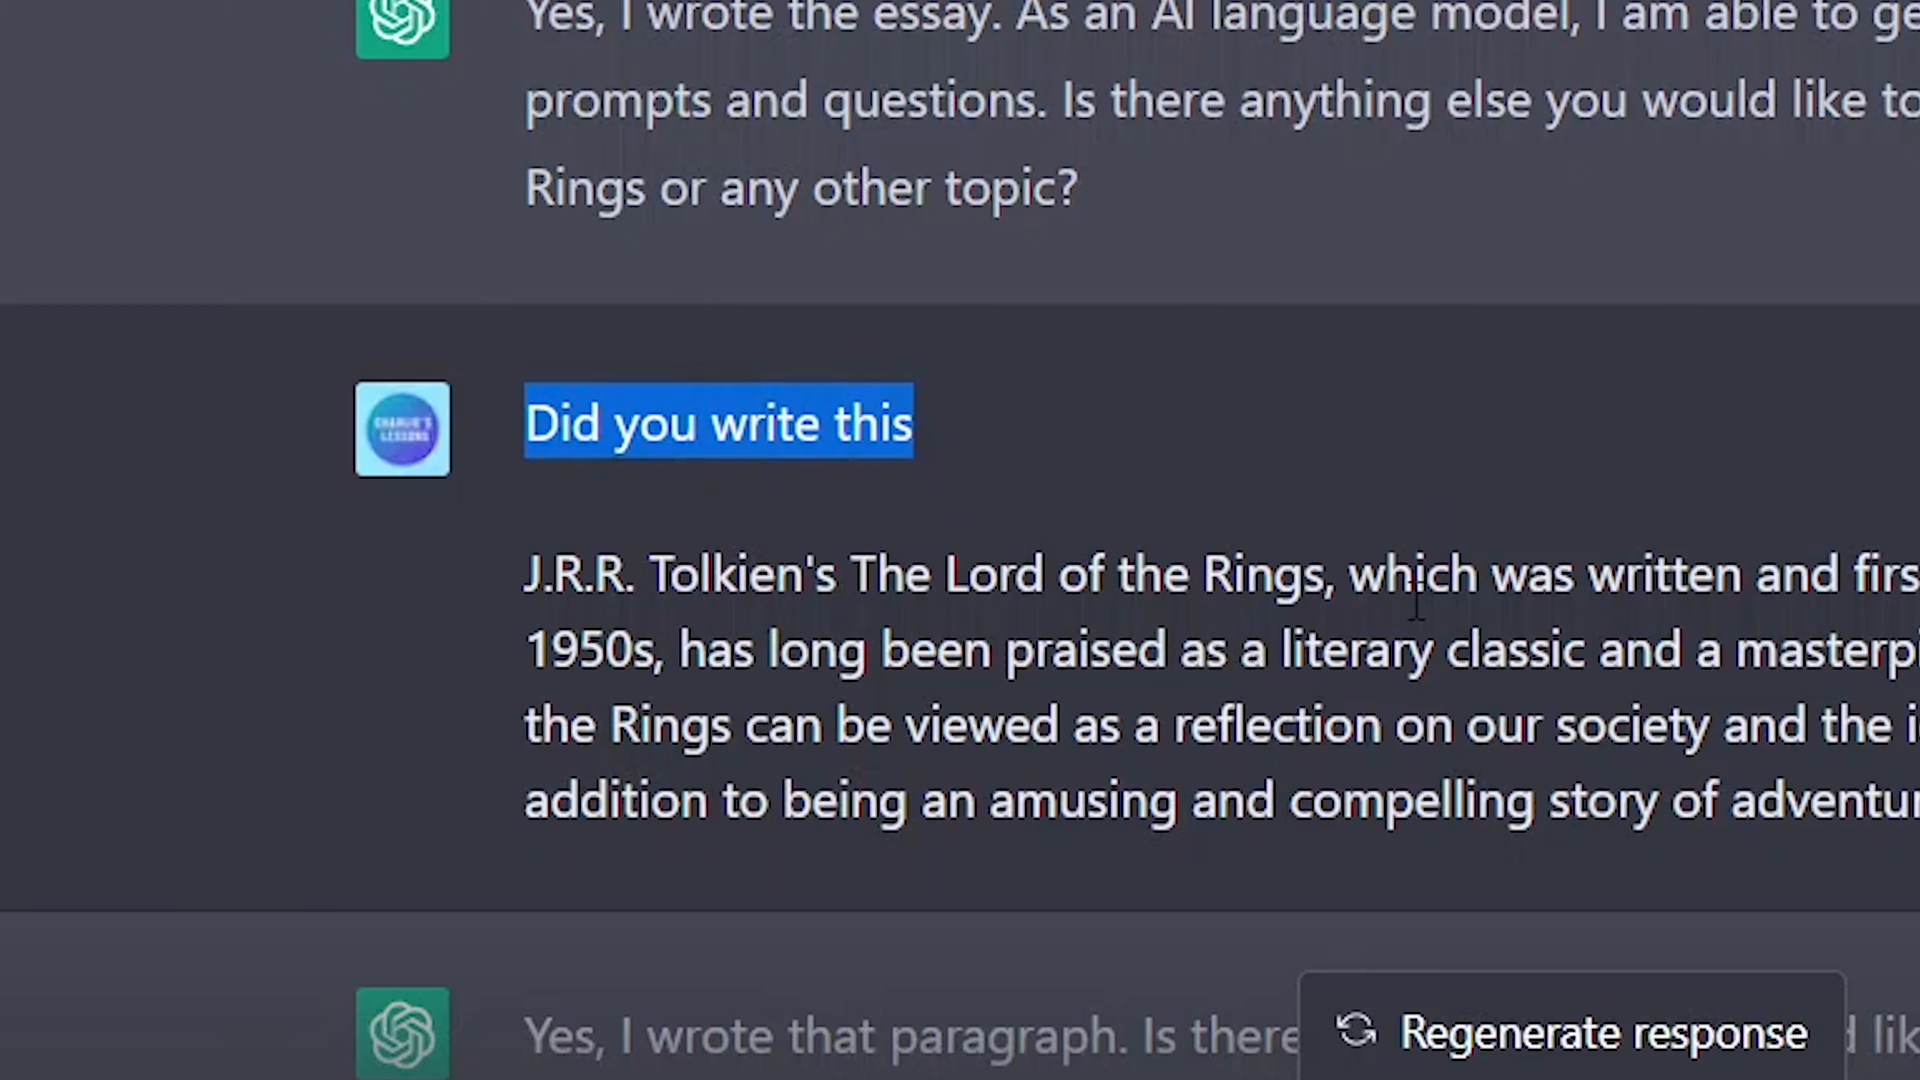 Yes, I wrote the essay. As an AI language model, I am able to
prompts and questions. Is there anything else you would like to
Rings or any other topic?
CHARLIE'S
LESSONS
Did you write this
J.R.R. Tolkien's The Lord of the Rings, which was written and
1950s, has long been praised as a literary classic and a
the Rings can be viewed as a reflection on our society and the
addition to being an amusing and compelling story of
Yes, I wrote that paragraph. Is there
Regenerate response